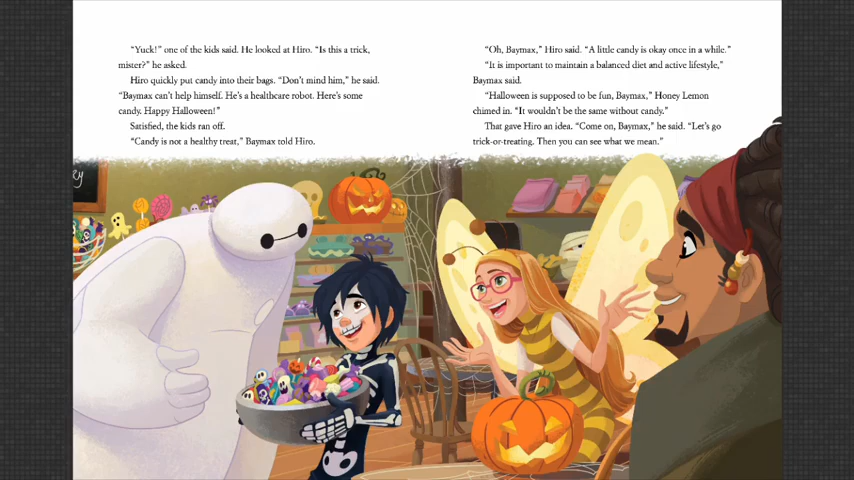 “Yuck!” one of the kids said. He looked at Hiro. “Is this a trick,
mister?” he asked.
Hiro quickly put candy into their bags. “Don’t mind him,” he said.
“Baymax can’t help himself. He’s a healthcare robot. Here’s some
candy. Happy Halloween!”
Satisfied, the kids ran off.
“Candy is not a healthy treat,” Baymax told Hiro.
“Oh, Baymax,” Hiro said. “A little candy is okay once in a while.”
“It is important to maintain a balanced diet and active lifestyle,”
Baymax said.
“Halloween is supposed to be fun, Baymax,” Honey Lemon
chimed in. “It wouldn’t be the same without candy.”
That gave Hiro an idea. “Come on, Baymax,” he said. “Let’s go
trick-or-treating. Then you can see what we mean.”